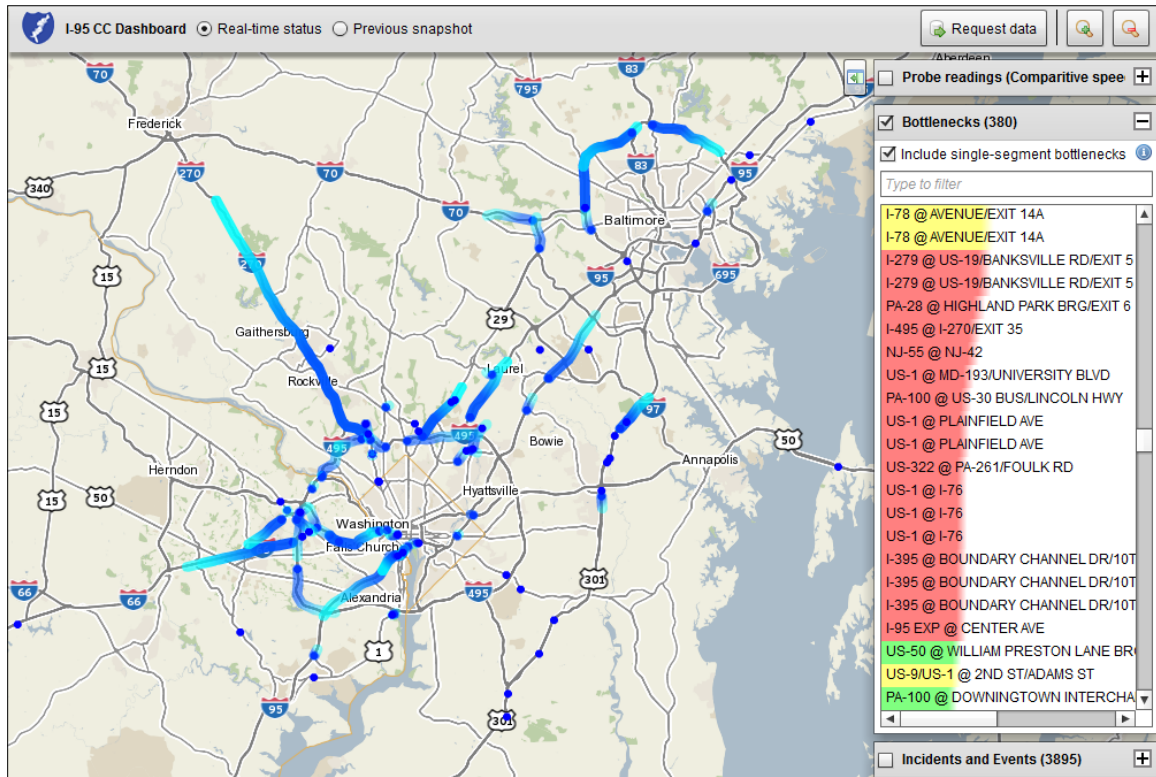 I-95 CC Dashboard Real-time status Previous snapshot Request data
Probe readings (Comparitive spee
Bottlenecks (380)
Include single-segment bottlenecks
Type to filter
I-78 @ AVENUE/EXIT 14A
I-78 @ AVENUE/EXIT 14A
I-279 @ US-19/BANKSVILLE RD/EXIT 5
I-279 @ US-19/BANKSVILLE RD/EXIT 5
PA-28 @ HIGHLAND PARK BRG/EXIT 6
I-495 @ I-270/EXIT 35
NJ-55 @ NJ-42
US-1 @ MD-193/UNIVERSITY BLVD
PA-100 @ US-30 BUS/LINCOLN HWY
US-1 @ PLAINFIELD AVE
US-1 @ PLAINFIELD AVE
US-322 @ PA-261/FOULK RD
US-1 @ I-76
US-1 @ I-76
US-1 @ I-76
I-395 @ BOUNDARY CHANNEL DR/10T
I-395 @ BOUNDARY CHANNEL DR/10T
I-395 @ BOUNDARY CHANNEL DR/10T
I-95 EXP @ CENTER AVE
US-50 @ WILLIAM PRESTON LANE BR
US-9/US-1 @ 2ND ST/ADAMS ST
PA-100 @ DOWNINGTOWN INTERCHA
Incidents and Events (3895)
Aberdeen
70
83
795
Frederick
270
70
340
83
95
70
Baltimore
15
270
95
695
29
Gaithersburg
15
Laurel
Rockville
97
495
495
Bowie
50
Herndon
Annapolis
15
50
Hyattsville
Washington
Falls Church
66
66
Alexandria
495
301
1
95
301